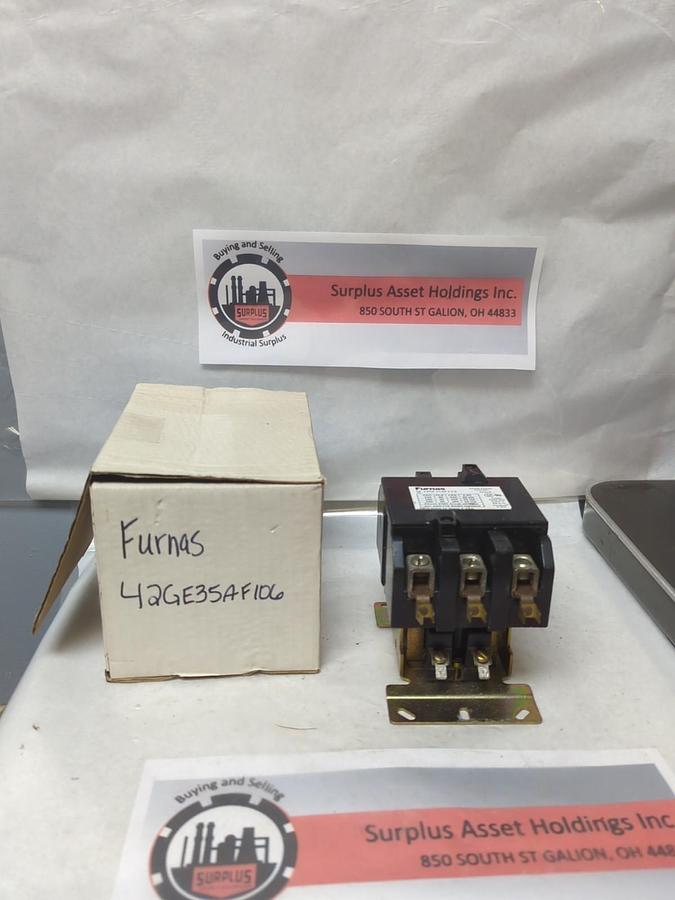 Buying and Selling
SURPLUS
Industrial Surplus
Surplus Asset Holdings Inc.
850 SOUTH ST GALION, OH 44833
Furnas
42GE35AF106
Furnas
Buying and Selling
SURPLUS
Surplus Asset Holdings Inc
850 SOUTH ST GALION, OH 448